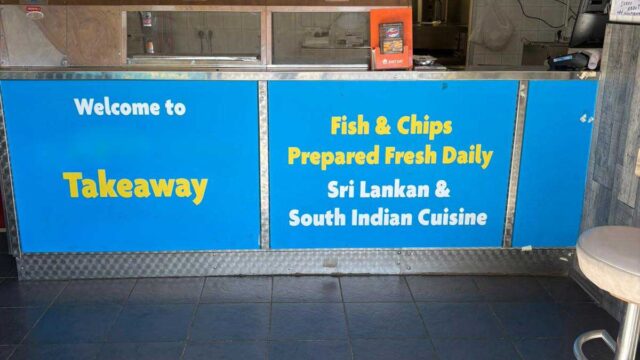 Welcome to
Takeaway
Fish & Chips
Prepared Fresh Daily
Sri Lankan &
South Indian Cuisine